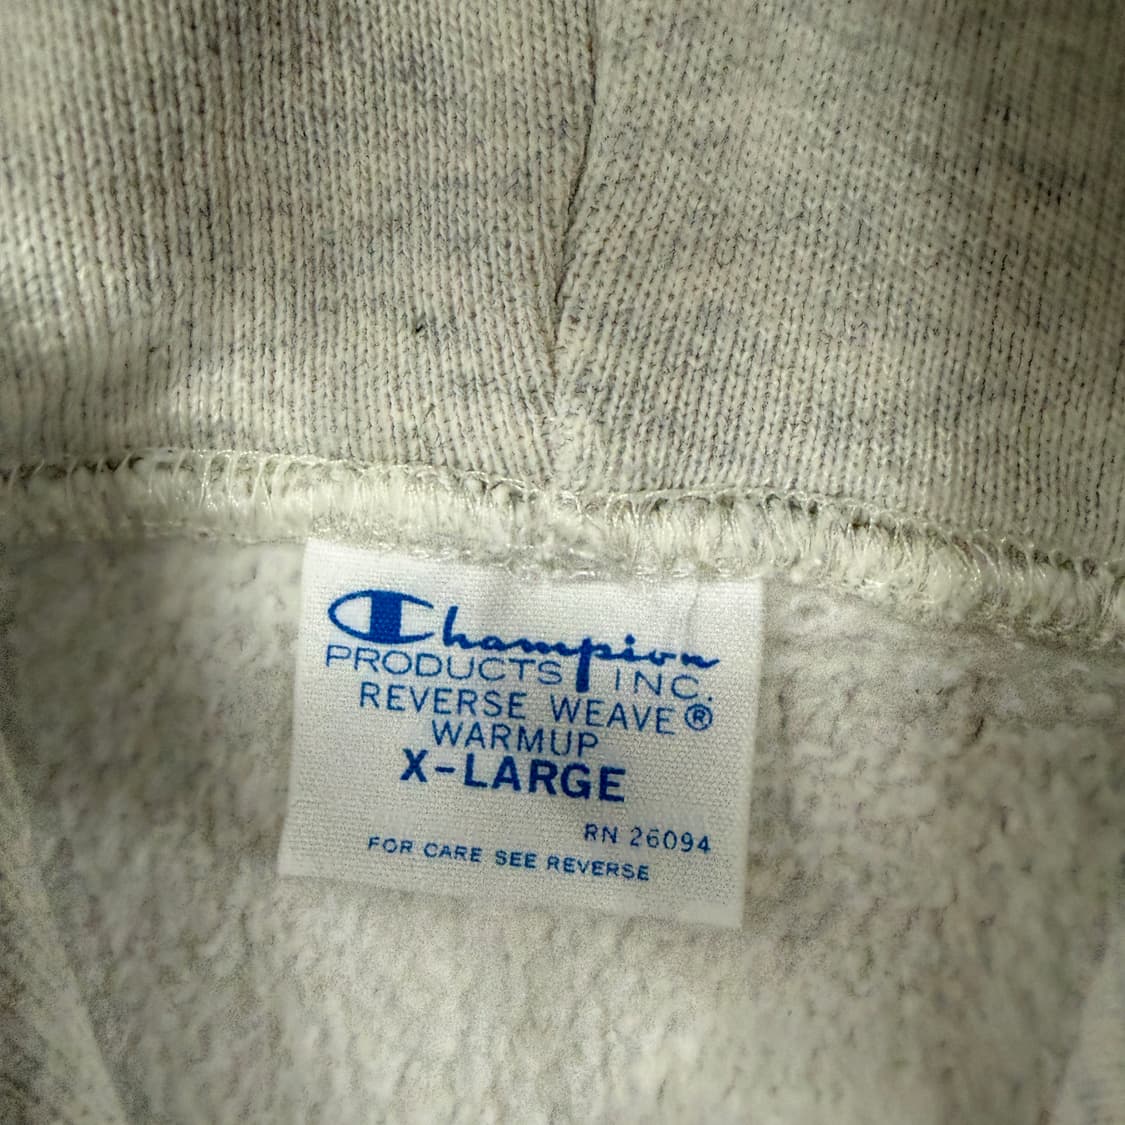 Champion
PRODUCTS INC.
REVERSE WEAVE®
WARMUP
X-LARGE
RN 26094
FOR CARE SEE REVERSE